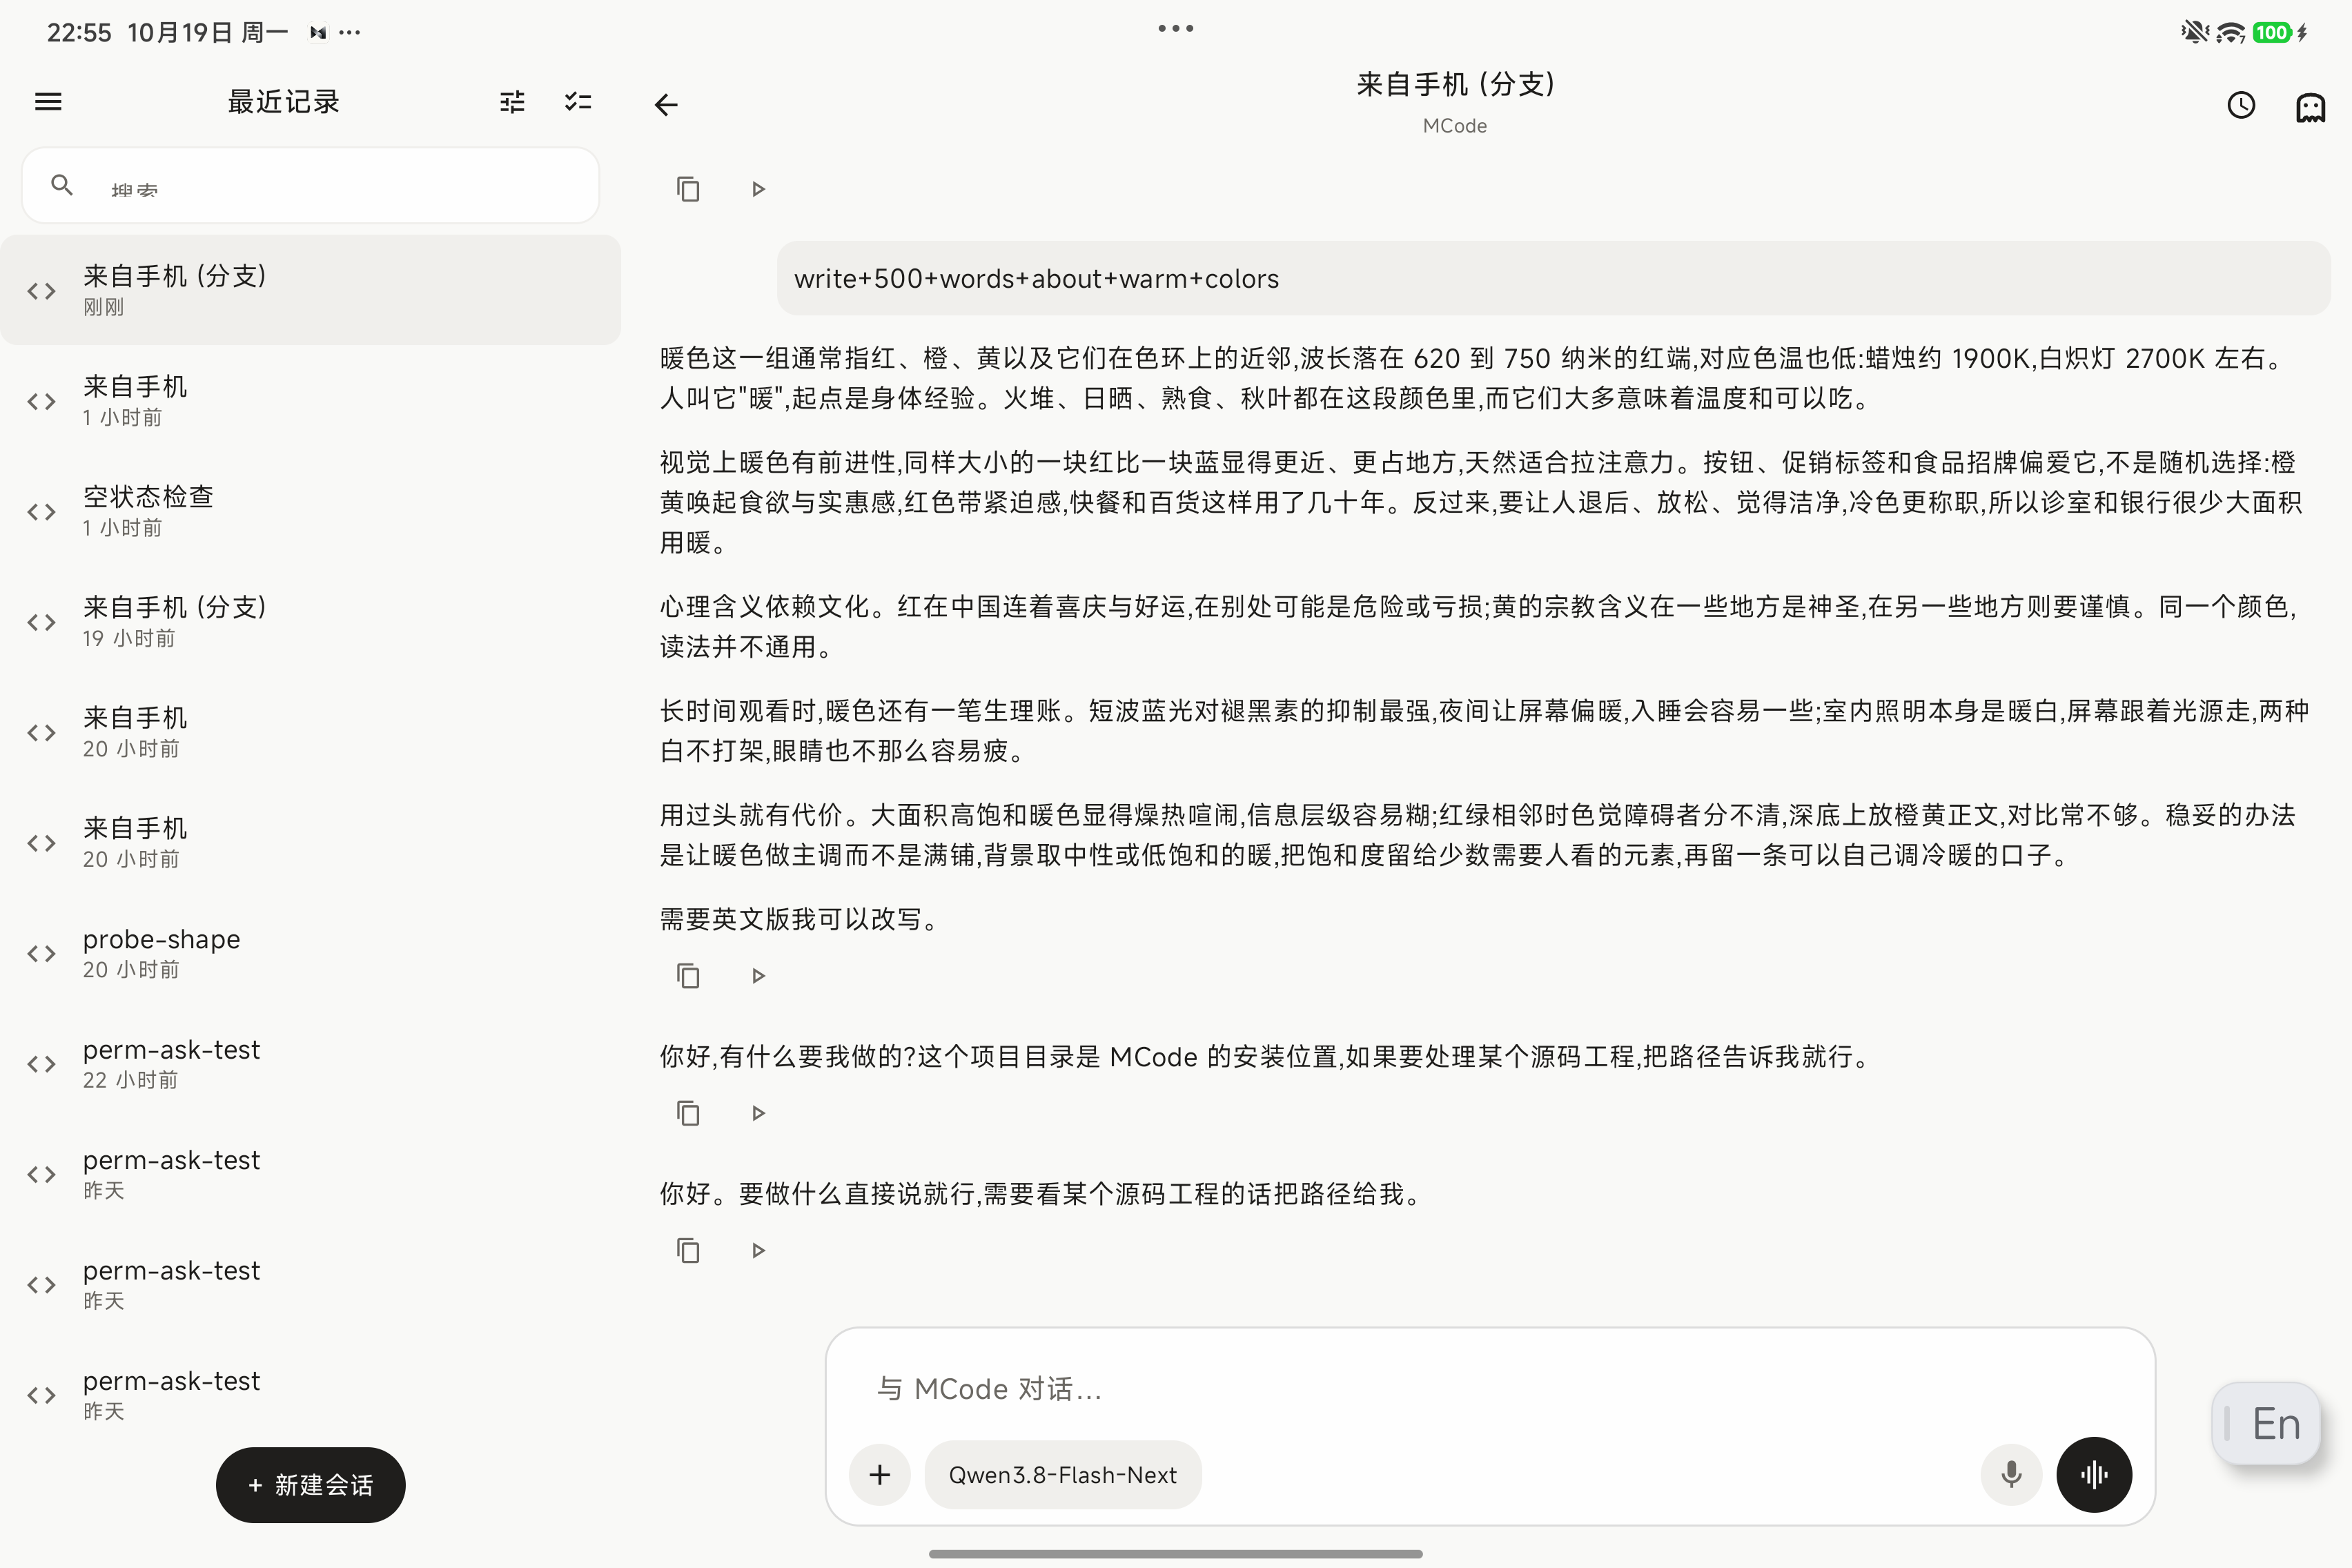 22:55 10月19日 周一 ···
100
最近记录
搜索
来自手机 (分支)
刚刚
来自手机
1 小时前
空状态检查
1 小时前
来自手机 (分支)
19 小时前
来自手机
20 小时前
来自手机
20 小时前
probe-shape
20 小时前
perm-ask-test
22 小时前
perm-ask-test
昨天
perm-ask-test
昨天
perm-ask-test
昨天
+ 新建会话
来自手机 (分支)
MCode
write+500+words+about+warm+colors
暖色这一组通常指红、橙、黄以及它们在色环上的近邻,波长落在 620 到 750 纳米的红端,对应色温也低:蜡烛约 1900K,白炽灯 2700K 左右。
人叫它"暖",起点是身体经验。火堆、日晒、熟食、秋叶都在这段颜色里,而它们大多意味着温度和可以吃。
视觉上暖色有前进性,同样大小的一块红比一块蓝显得更近、更占地方,天然适合拉注意力。按钮、促销标签和食品招牌偏爱它,不是随机选择:橙
黄唤起食欲与实惠感,红色带紧迫感,快餐和百货这样用了几十年。反过来,要让人退后、放松、觉得洁净,冷色更称职,所以诊室和银行很少大面积
用暖。
心理含义依赖文化。红在中国连着喜庆与好运,在别处可能是危险或亏损;黄的宗教含义在一些地方是神圣,在另一些地方则要谨慎。同一个颜色,
读法并不通用。
长时间观看时,暖色还有一笔生理账。短波蓝光对褪黑素的抑制最强,夜间让屏幕偏暖,入睡会容易一些;室内照明本身是暖白,屏幕跟着光源走,两种
白不打架,眼睛也不那么容易疲。
用过头就有代价。大面积高饱和暖色显得燥热喧闹,信息层级容易糊;红绿相邻时色觉障碍者分不清,深底上放橙黄正文,对比常不够。稳妥的办法
是让暖色做主调而不是满铺,背景取中性或低饱和的暖,把饱和度留给少数需要人看的元素,再留一条可以自己调冷暖的口子。
需要英文版我可以改写。
你好,有什么要我做的?这个项目目录是 MCode 的安装位置,如果要处理某个源码工程,把路径告诉我就行。
你好。要做什么直接说就行,需要看某个源码工程的话把路径给我。
与 MCode 对话...
Qwen3.8-Flash-Next
En